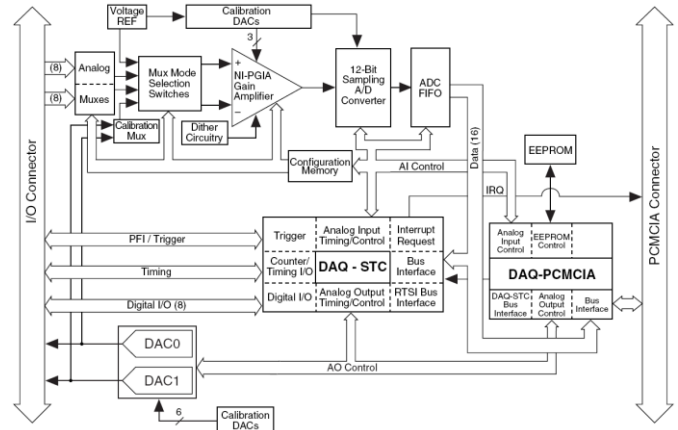 Voltage
REF
Calibration
DACs
3
(8)
(8)
Analog
Muxes
Mux Mode
Selection
Switches
+
NI-PGIA
Gain
Amplifier
–
12-Bit
Sampling
A/D
Converter
ADC
FIFO
Calibration
Mux
Dither
Circuitry
Configuration
Memory
Data (16)
AI Control
EEPROM
IRQ
I/O Connector
PCMCIA Connector
PFI / Trigger
Timing
Digital I/O (8)
Trigger
Analog Input
Timing/Control
Interrupt
Request
Counter/
Timing I/O
DAQ - STC
Bus
Interface
Digital I/O
Analog Output
Timing/Control
RTSI Bus
Interface
Analog
Input
Control
EEPROM
Control
DAQ-PCMCIA
DAQ-STC
Bus
Interface
Analog
Output
Control
Bus
Interface
DAC0
DAC1
AO Control
6
Calibration
DACs